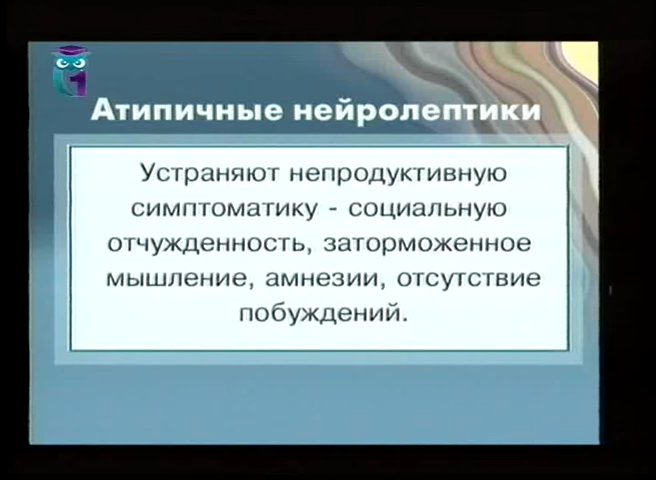 Атипичные нейролептики
Устраняют непродуктивную
симптоматику - социальную
отчужденность, заторможенное
мышление, амнезии, отсутствие
побуждений.